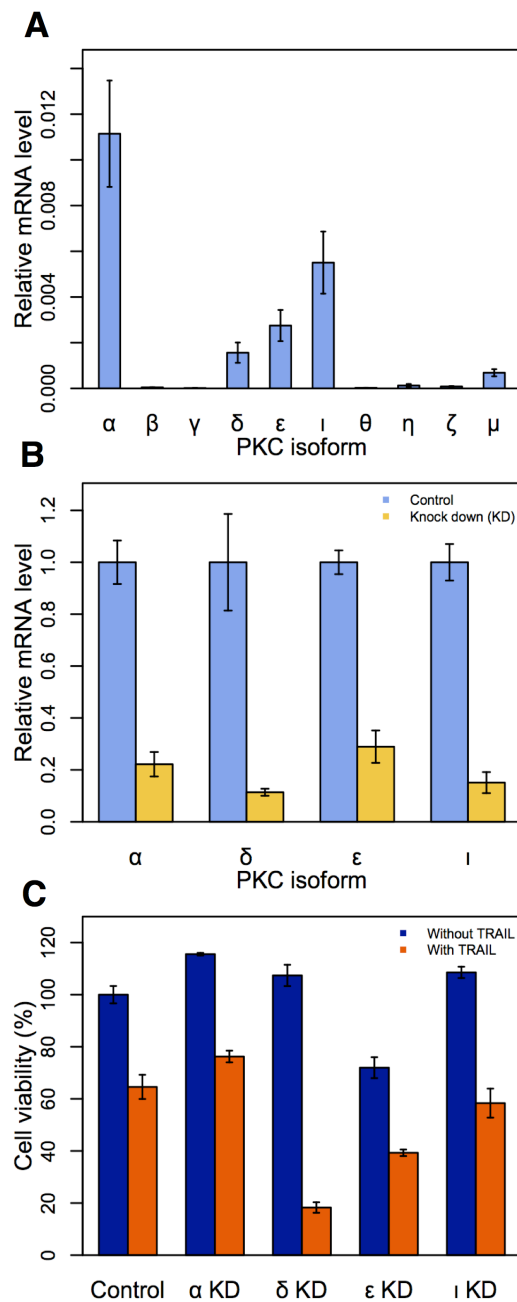 A
Relative mRNA level
0.012
0.008
0.004
0.000
α β γ δ ε ι θ η ζ μ
PKC isoform
B
Relative mRNA level
1.2
1.0
0.8
0.6
0.4
0.2
0.0
Control
Knock down (KD)
α δ ε ι
PKC isoform
C
Cell viability (%)
120
100
80
60
40
20
0
Without TRAIL
With TRAIL
Control α KD δ KD ε KD ι KD